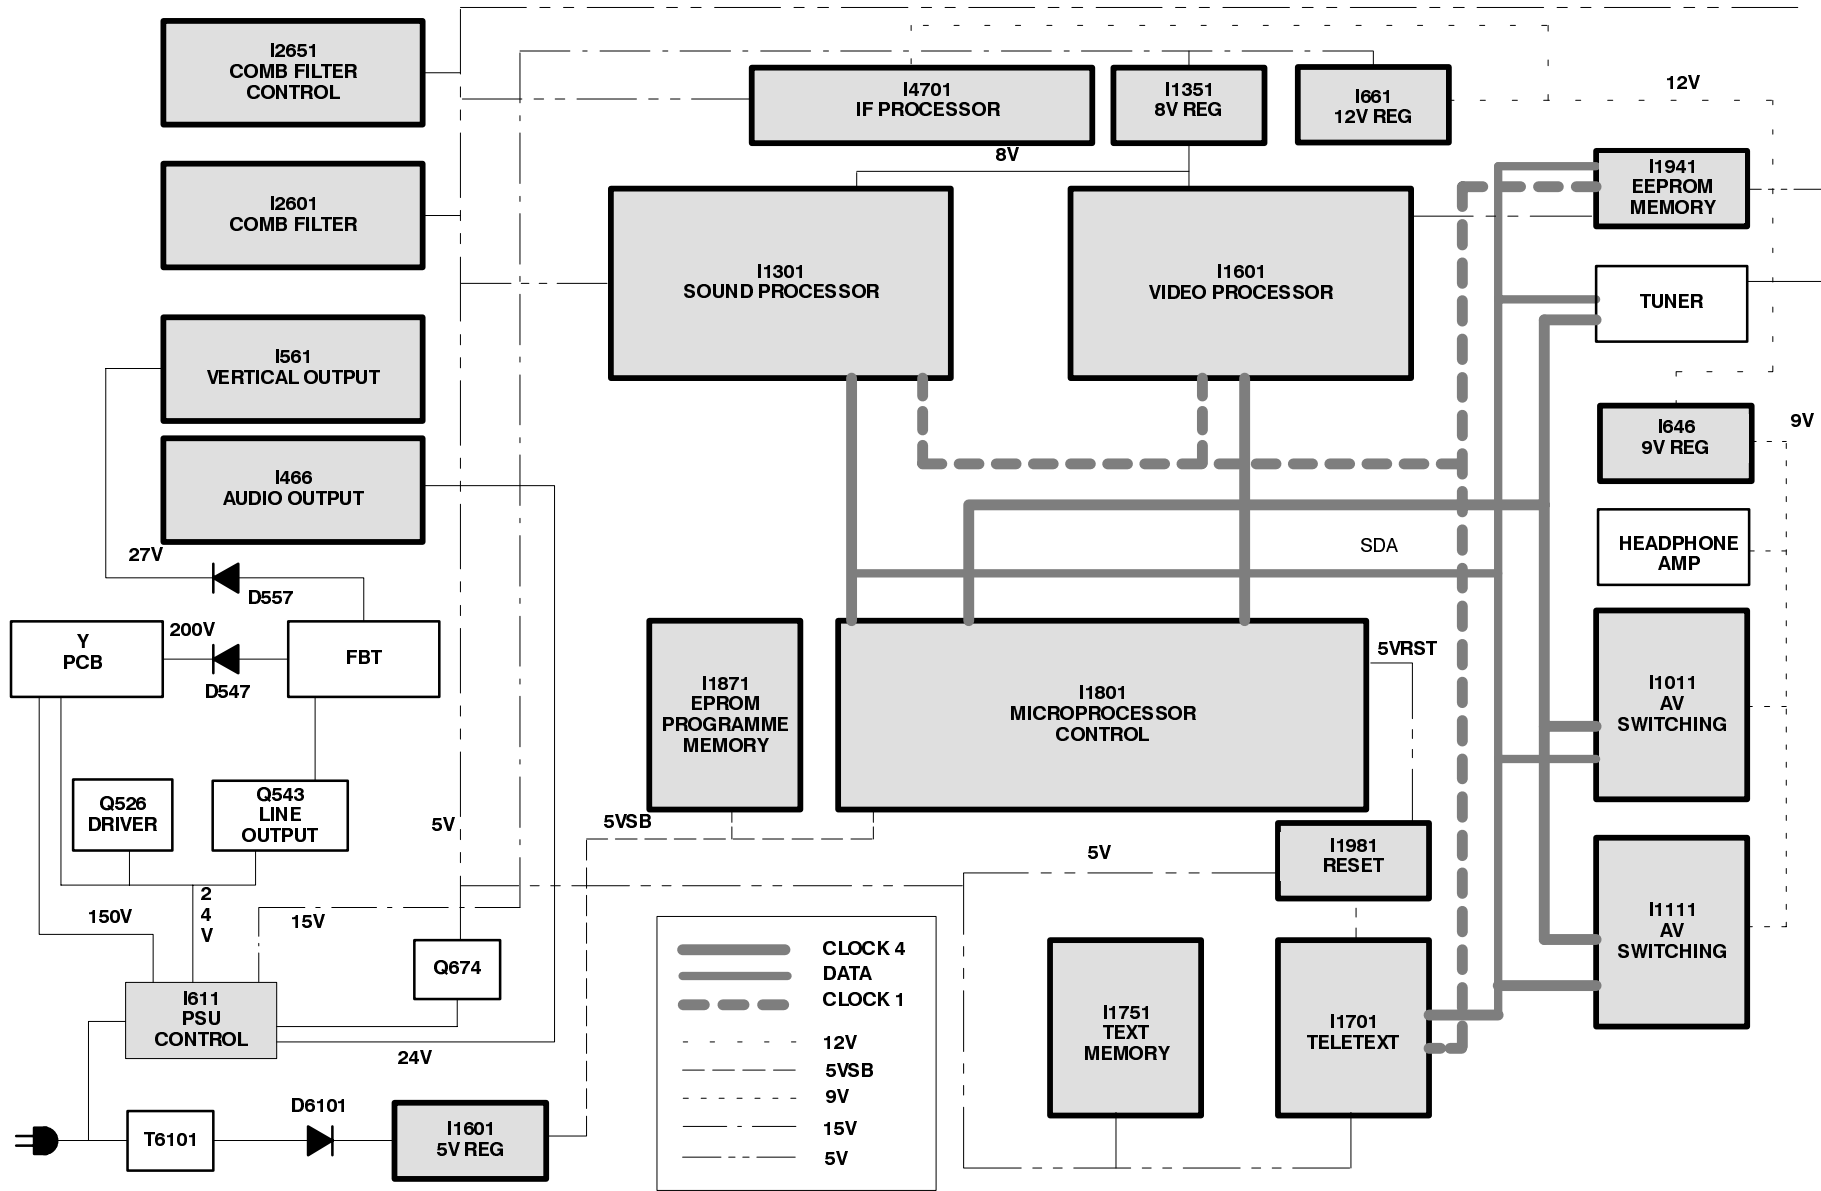 I2651
COMB FILTER
CONTROL
I4701
IF PROCESSOR
I1351
8V REG
I661
12V REG
12V
8V
I1941
EEPROM
MEMORY
I2601
COMB FILTER
I1301
SOUND PROCESSOR
I1601
VIDEO PROCESSOR
TUNER
I561
VERTICAL OUTPUT
I646
9V REG
9V
I466
AUDIO OUTPUT
SDA
HEADPHONE
AMP
27V
D557
Y
PCB
200V
D547
FBT
I1871
EPROM
PROGRAMME
MEMORY
I1801
MICROPROCESSOR
CONTROL
5VRST
I1011
AV
SWITCHING
Q526
DRIVER
Q543
LINE
OUTPUT
5V
5VSB
5V
I1981
RESET
2
4
V
150V
15V
I1111
AV
SWITCHING
Q674
I611
PSU
CONTROL
24V
CLOCK 4
DATA
CLOCK 1
12V
5VSB
9V
15V
5V
I1751
TEXT
MEMORY
I1701
TELETEXT
D6101
T6101
I1601
5V REG